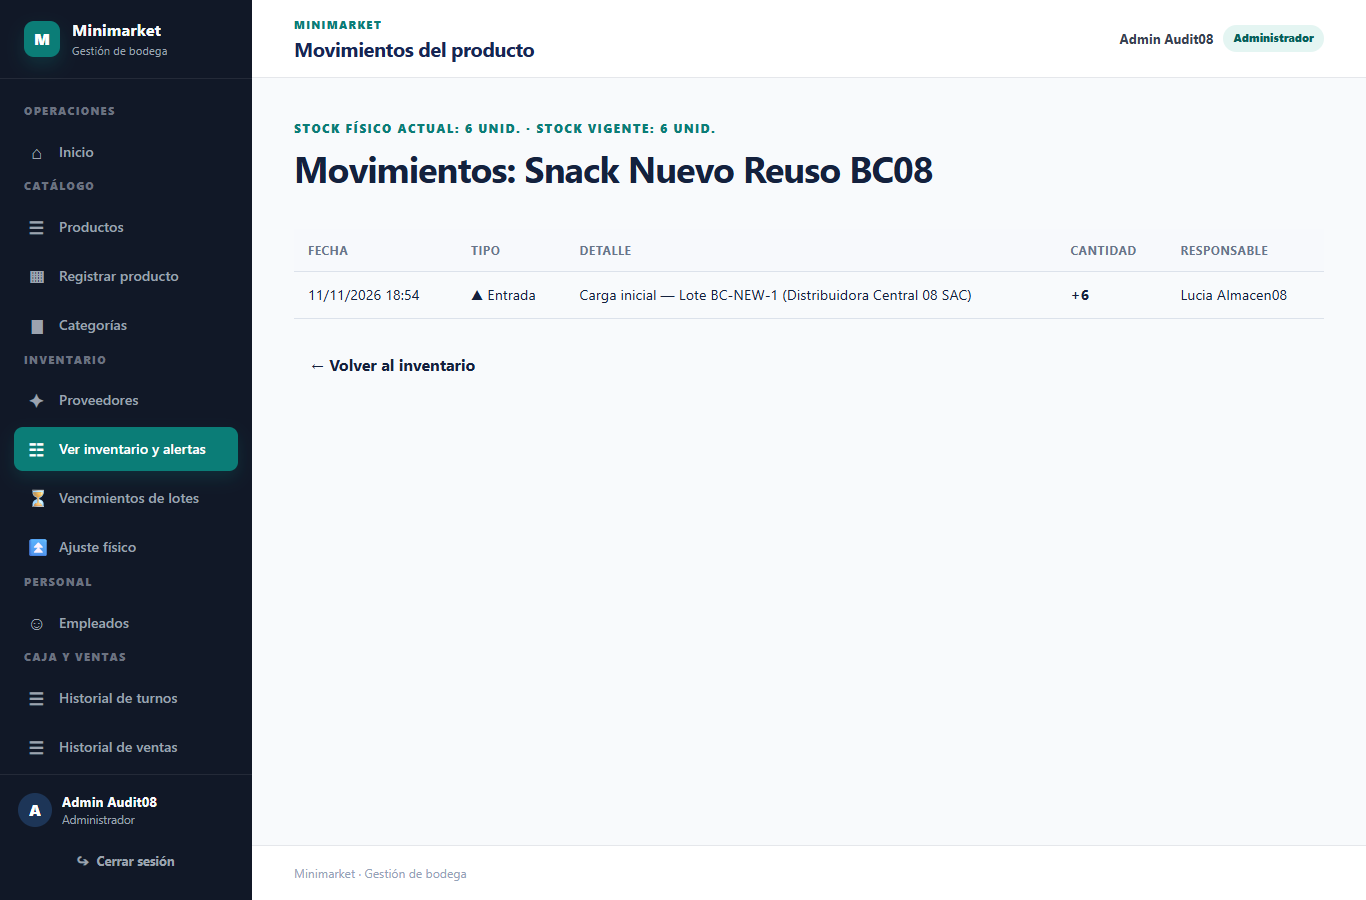 M
Minimarket
Gestión de bodega
OPERACIONES
Inicio
CATÁLOGO
Productos
Registrar producto
Categorías
INVENTARIO
Proveedores
Ver inventario y alertas
Vencimientos de lotes
Ajuste físico
PERSONAL
Empleados
CAJA Y VENTAS
Historial de turnos
Historial de ventas
A
Admin Audit08
Administrador
↪ Cerrar sesión
MINIMARKET
Movimientos del producto
Admin Audit08 Administrador
STOCK FÍSICO ACTUAL: 6 UNID. · STOCK VIGENTE: 6 UNID.
Movimientos: Snack Nuevo Reuso BC08
FECHA TIPO DETALLE CANTIDAD RESPONSABLE
11/11/2026 18:54 ▲ Entrada Carga inicial — Lote BC-NEW-1 (Distribuidora Central 08 SAC) +6 Lucia Almacen08
← Volver al inventario
Minimarket · Gestión de bodega